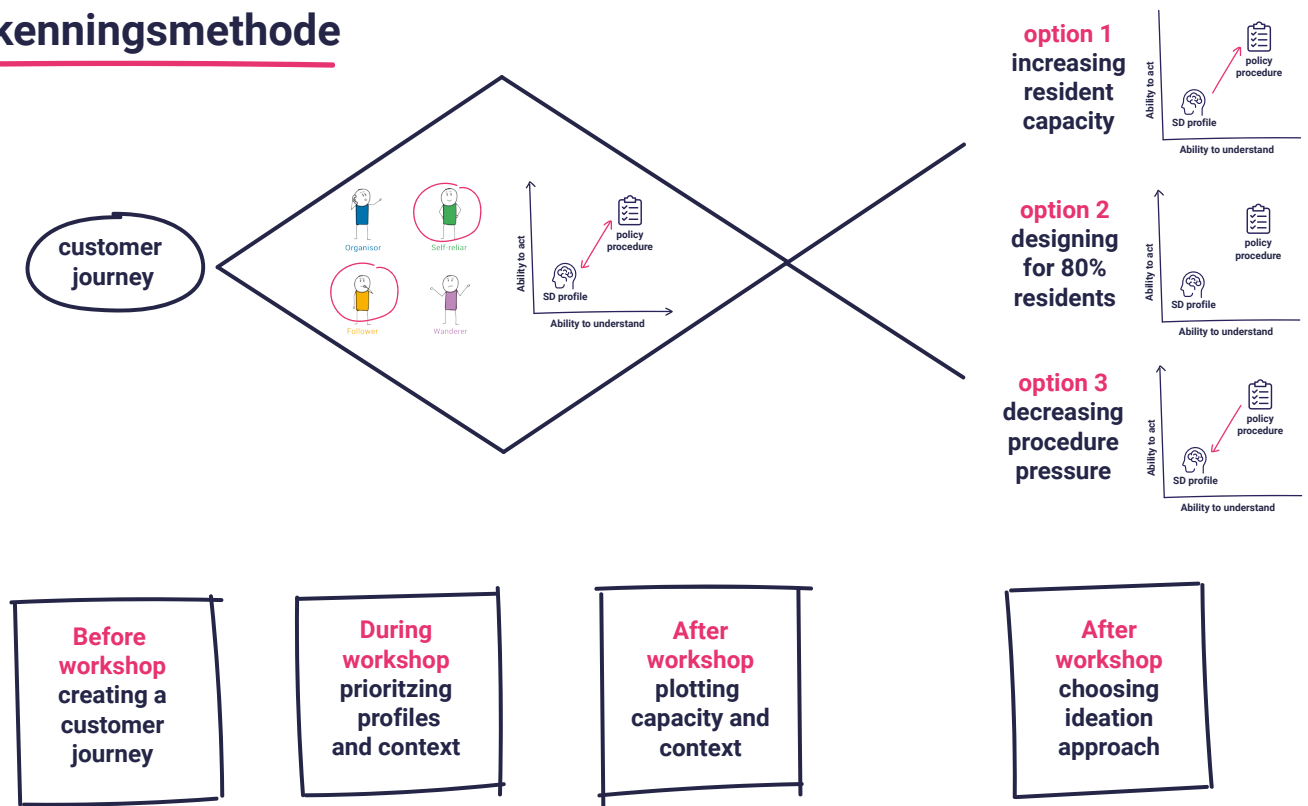 kenningsmethode
customer
journey
Organisor
Self-reliar
Follower
Wanderer
Ability to act
policy
procedure
SD profile
Ability to understand
option 1
increasing
resident
capacity
Ability to act
policy
procedure
SD profile
Ability to understand
option 2
designing
for 80%
residents
Ability to act
policy
procedure
SD profile
Ability to understand
option 3
decreasing
procedure
pressure
Ability to act
policy
procedure
SD profile
Ability to understand
Before
workshop
creating a
customer
journey
During
workshop
prioritzing
profiles
and context
After
workshop
plotting
capacity and
context
After
workshop
choosing
ideation
approach